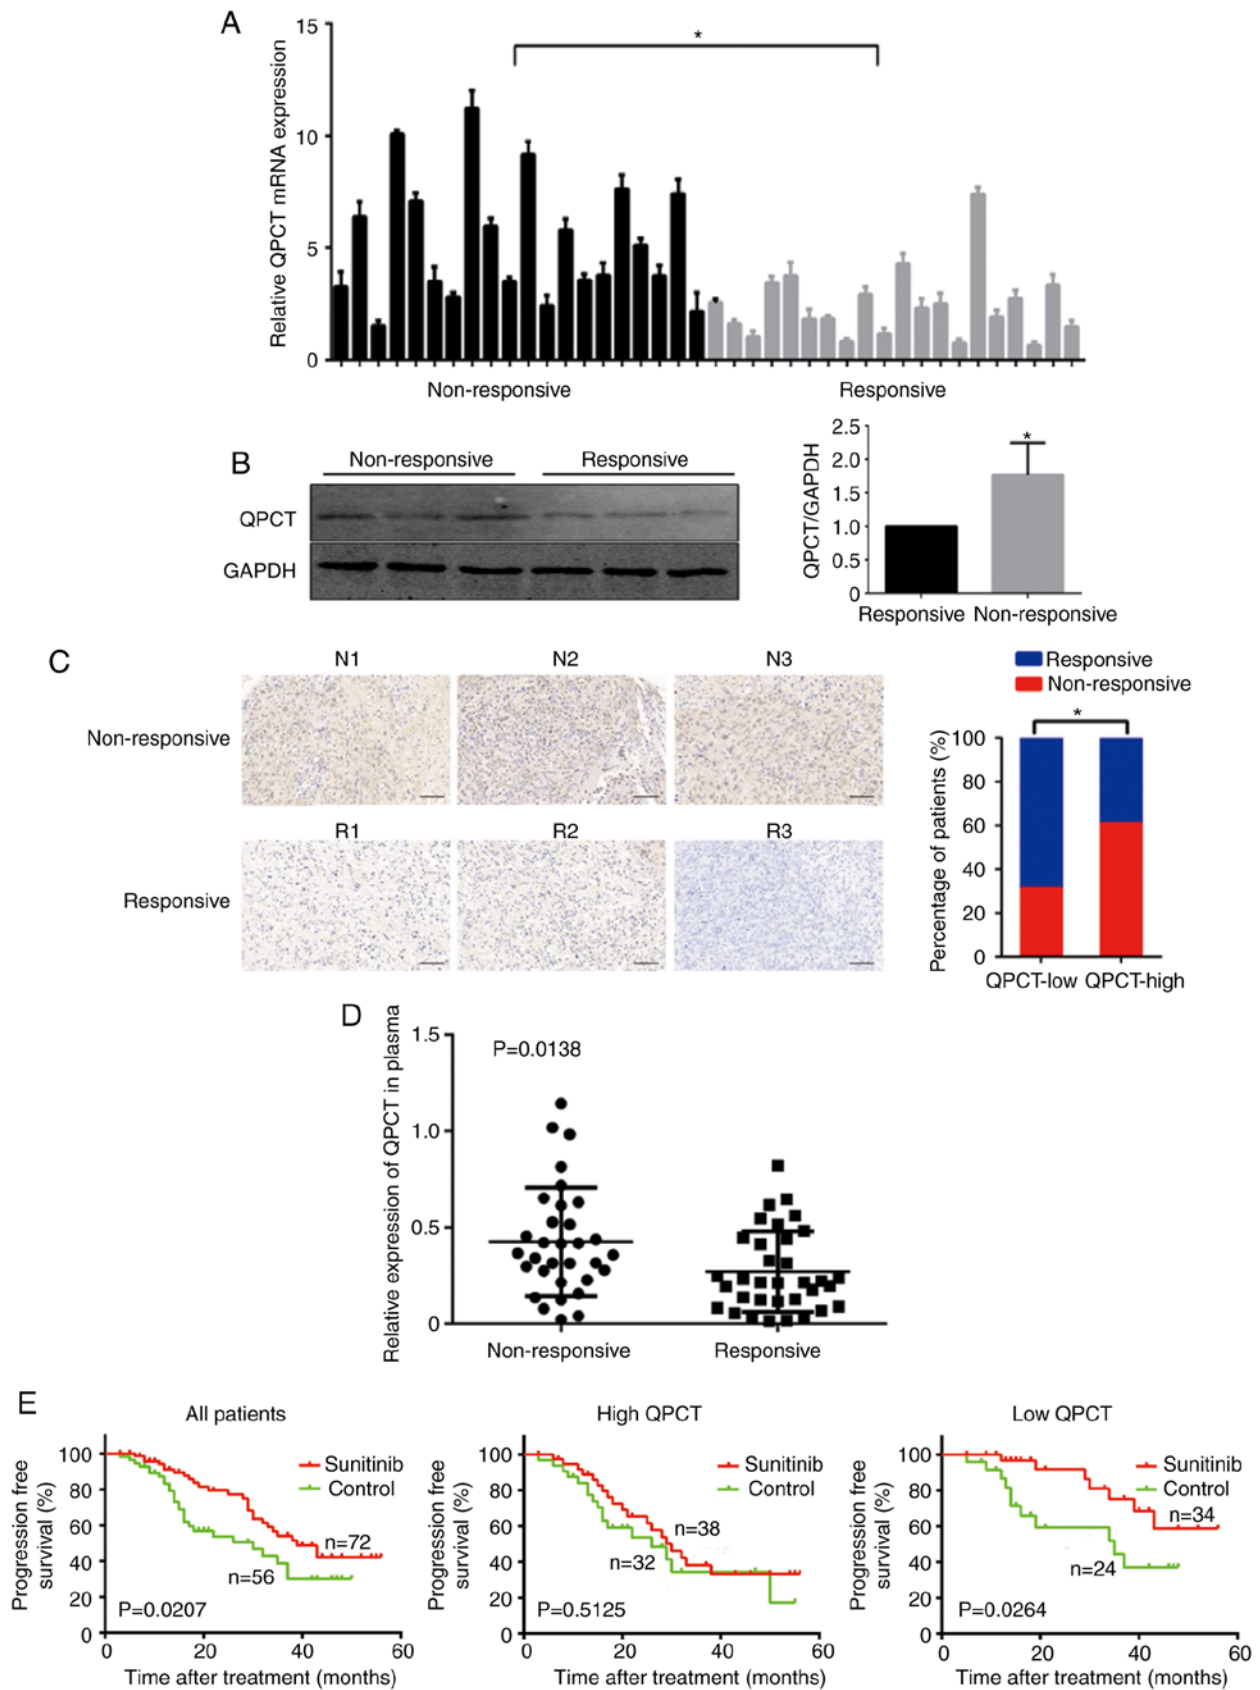 A
Relative QPCT mRNA expression
15
10
5
0
*
Non-responsive
Responsive
B
Non-responsive
Responsive
QPCT
GAPDH
QPCT/GAPDH
2.5
2.0
1.5
1.0
0.5
0
*
Responsive
Non-responsive
C
N1
N2
N3
Non-responsive
R1
R2
R3
Responsive
Responsive
Non-responsive
Percentage of patients (%)
100
80
60
40
20
0
*
QPCT-low
QPCT-high
D
Relative expression of QPCT in plasma
1.5
1.0
0.5
0
P=0.0138
Non-responsive
Responsive
E
All patients
Progression free
survival (%)
100
80
60
40
20
0
Sunitinib
Control
n=72
n=56
P=0.0207
0
20
40
60
Time after treatment (months)
High QPCT
Progression free
survival (%)
100
80
60
40
20
0
Sunitinib
Control
n=38
n=32
P=0.5125
0
20
40
60
Time after treatment (months)
Low QPCT
Progression free
survival (%)
100
80
60
40
20
0
Sunitinib
Control
n=34
n=24
P=0.0264
0
20
40
60
Time after treatment (months)